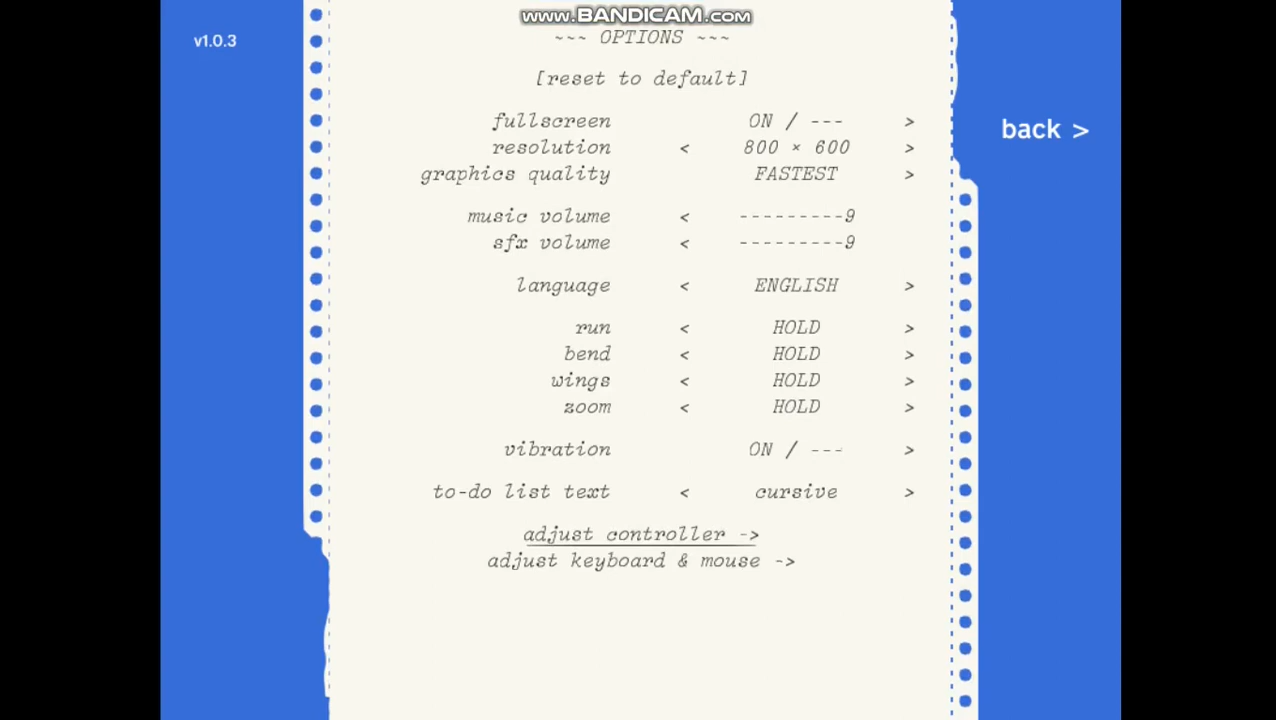 www.BANDICAM.com
v1.0.3
~~~ OPTIONS ~~~
[reset to default]
back >
fullscreen ON / --- >
resolution < 800 × 600 >
graphics quality FASTEST >
music volume < ---------9
sfx volume < ---------9
language < ENGLISH >
run < HOLD >
bend < HOLD >
wings < HOLD >
zoom < HOLD >
vibration ON / --- >
to-do list text < cursive >
adjust controller ->
adjust keyboard & mouse ->